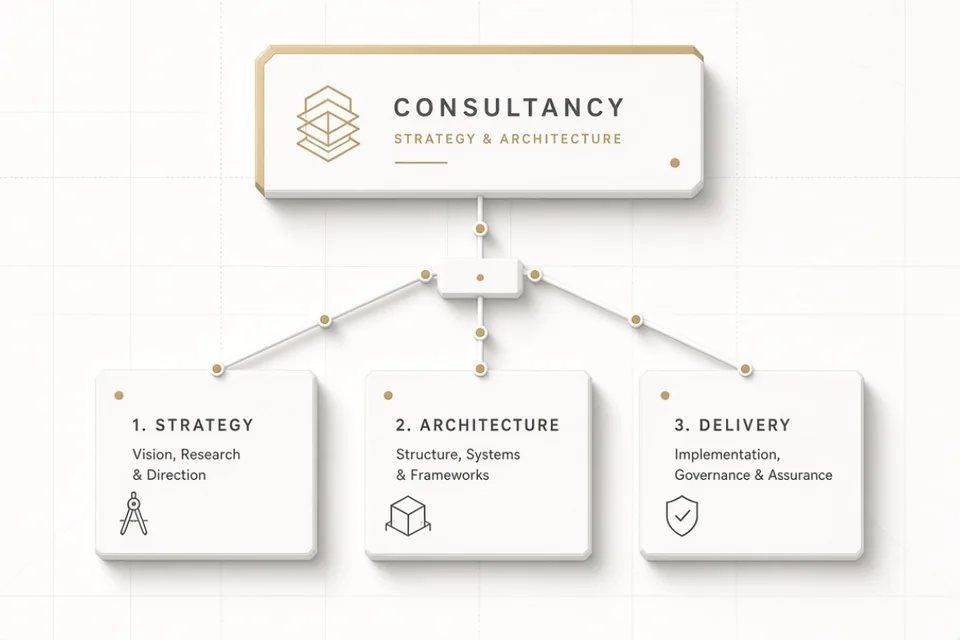 CONSULTANCY
STRATEGY & ARCHITECTURE
1. STRATEGY
Vision, Research
& Direction
2. ARCHITECTURE
Structure, Systems
& Frameworks
3. DELIVERY
Implementation,
Governance & Assurance